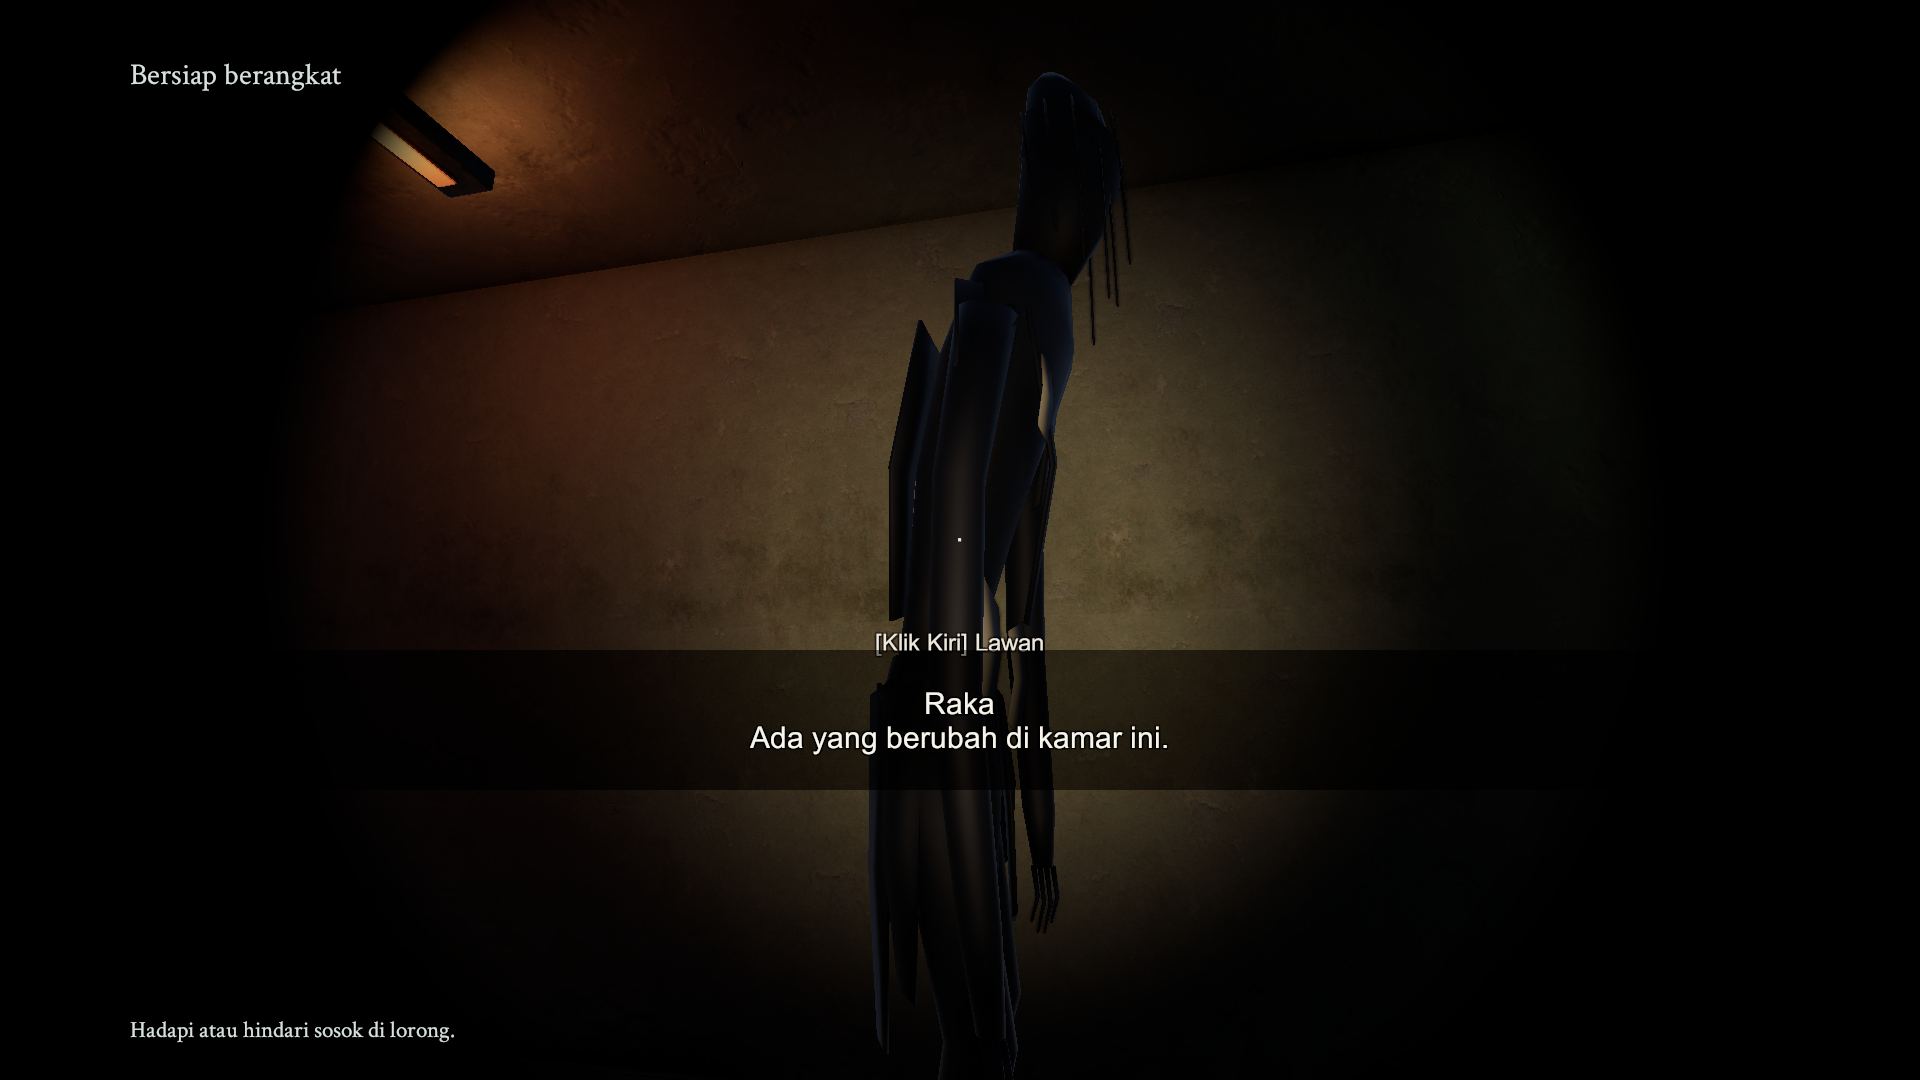 Bersiap berangkat
[Klik Kiri] Lawan
Raka
Ada yang berubah di kamar ini.
Hadapi atau hindari sosok di lorong.